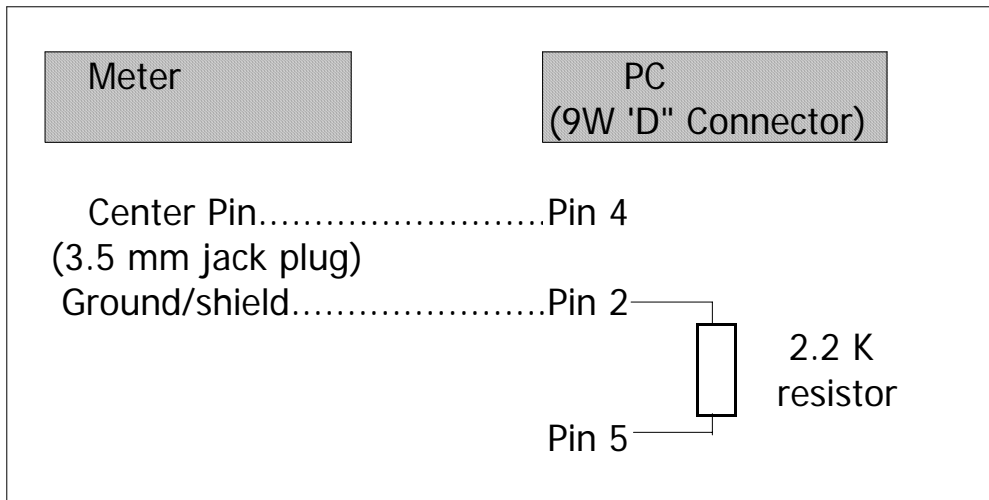 Meter
PC
(9W 'D" Connector)
Center Pin..........................Pin 4
(3.5 mm jack plug)
Ground/shield.......................Pin 2
2.2 K
resistor
Pin 5